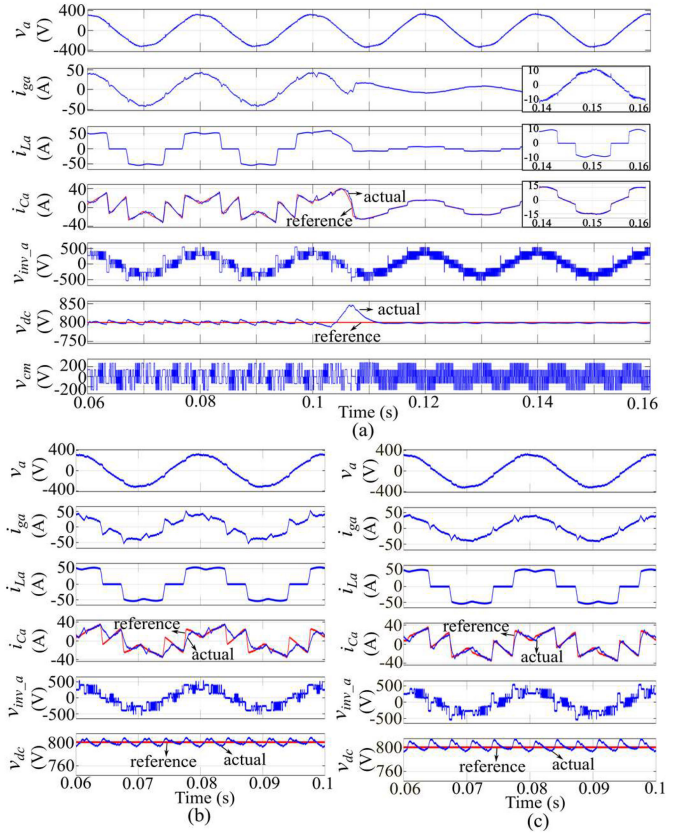 v_a (V) 400 0 -400
i_ga (A) 50 0 -50 10 0 -10 0.14 0.15 0.16
i_La (A) 50 0 -50 10 0 -10 0.14 0.15 0.16
i_Ca (A) 40 0 -40 actual reference 15 0 -15 0.14 0.15 0.16
v_inv_a (V) 500 0 -500
v_dc (V) 850 800 750 actual reference
v_cm (V) 200 0 -200
0.06 0.08 0.1 0.12 0.14 0.16
Time (s)
(a)
v_a (V) 400 0 -400
i_ga (A) 50 0 -50
i_La (A) 50 0 -50
i_Ca (A) 40 0 -40 reference actual
v_inv_a (V) 500 0 -500
v_dc (V) 800 760 reference actual
0.06 0.07 0.08 0.09 0.1
Time (s)
(b)
v_a (V) 400 0 -400
i_ga (A) 50 0 -50
i_La (A) 50 0 -50
i_Ca (A) 40 0 -40 reference actual
v_inv_a (V) 500 0 -500
v_dc (V) 800 760 reference actual
0.06 0.07 0.08 0.09 0.1
Time (s)
(c)